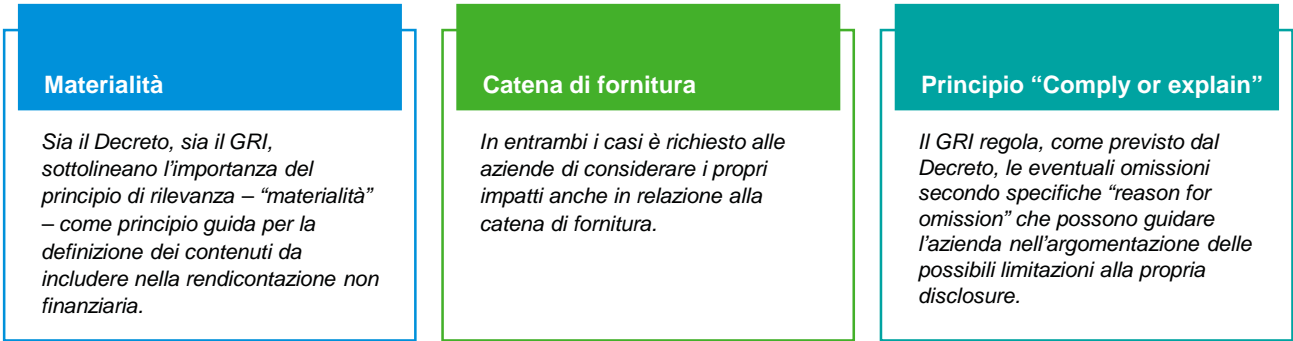 Materialità
Sia il Decreto, sia il GRI,
sottolineano l’importanza del
principio di rilevanza – “materialità”
– come principio guida per la
definizione dei contenuti da
includere nella rendicontazione non
finanziaria.
Catena di fornitura
In entrambi i casi è richiesto alle
aziende di considerare i propri
impatti anche in relazione alla
catena di fornitura.
Principio “Comply or explain”
Il GRI regola, come previsto dal
Decreto, le eventuali omissioni
secondo specifiche “reason for
omission” che possono guidare
l’azienda nell’argomentazione delle
possibili limitazioni alla propria
disclosure.